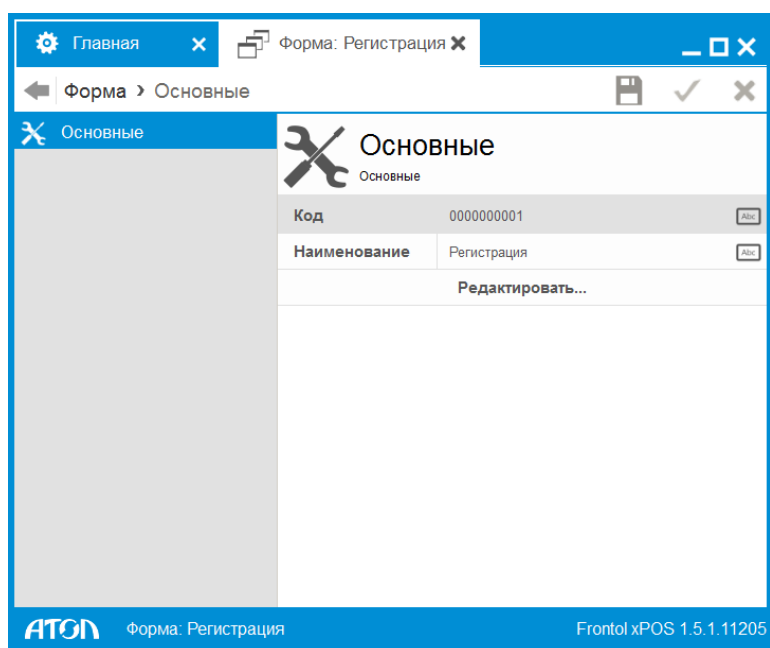 Главная
Форма: Регистрация
Форма › Основные
Основные
Основные
Основные
Код 0000000001 Abc
Наименование Регистрация Abc
Редактировать...
ATOL Форма: Регистрация Frontol xPOS 1.5.1.11205